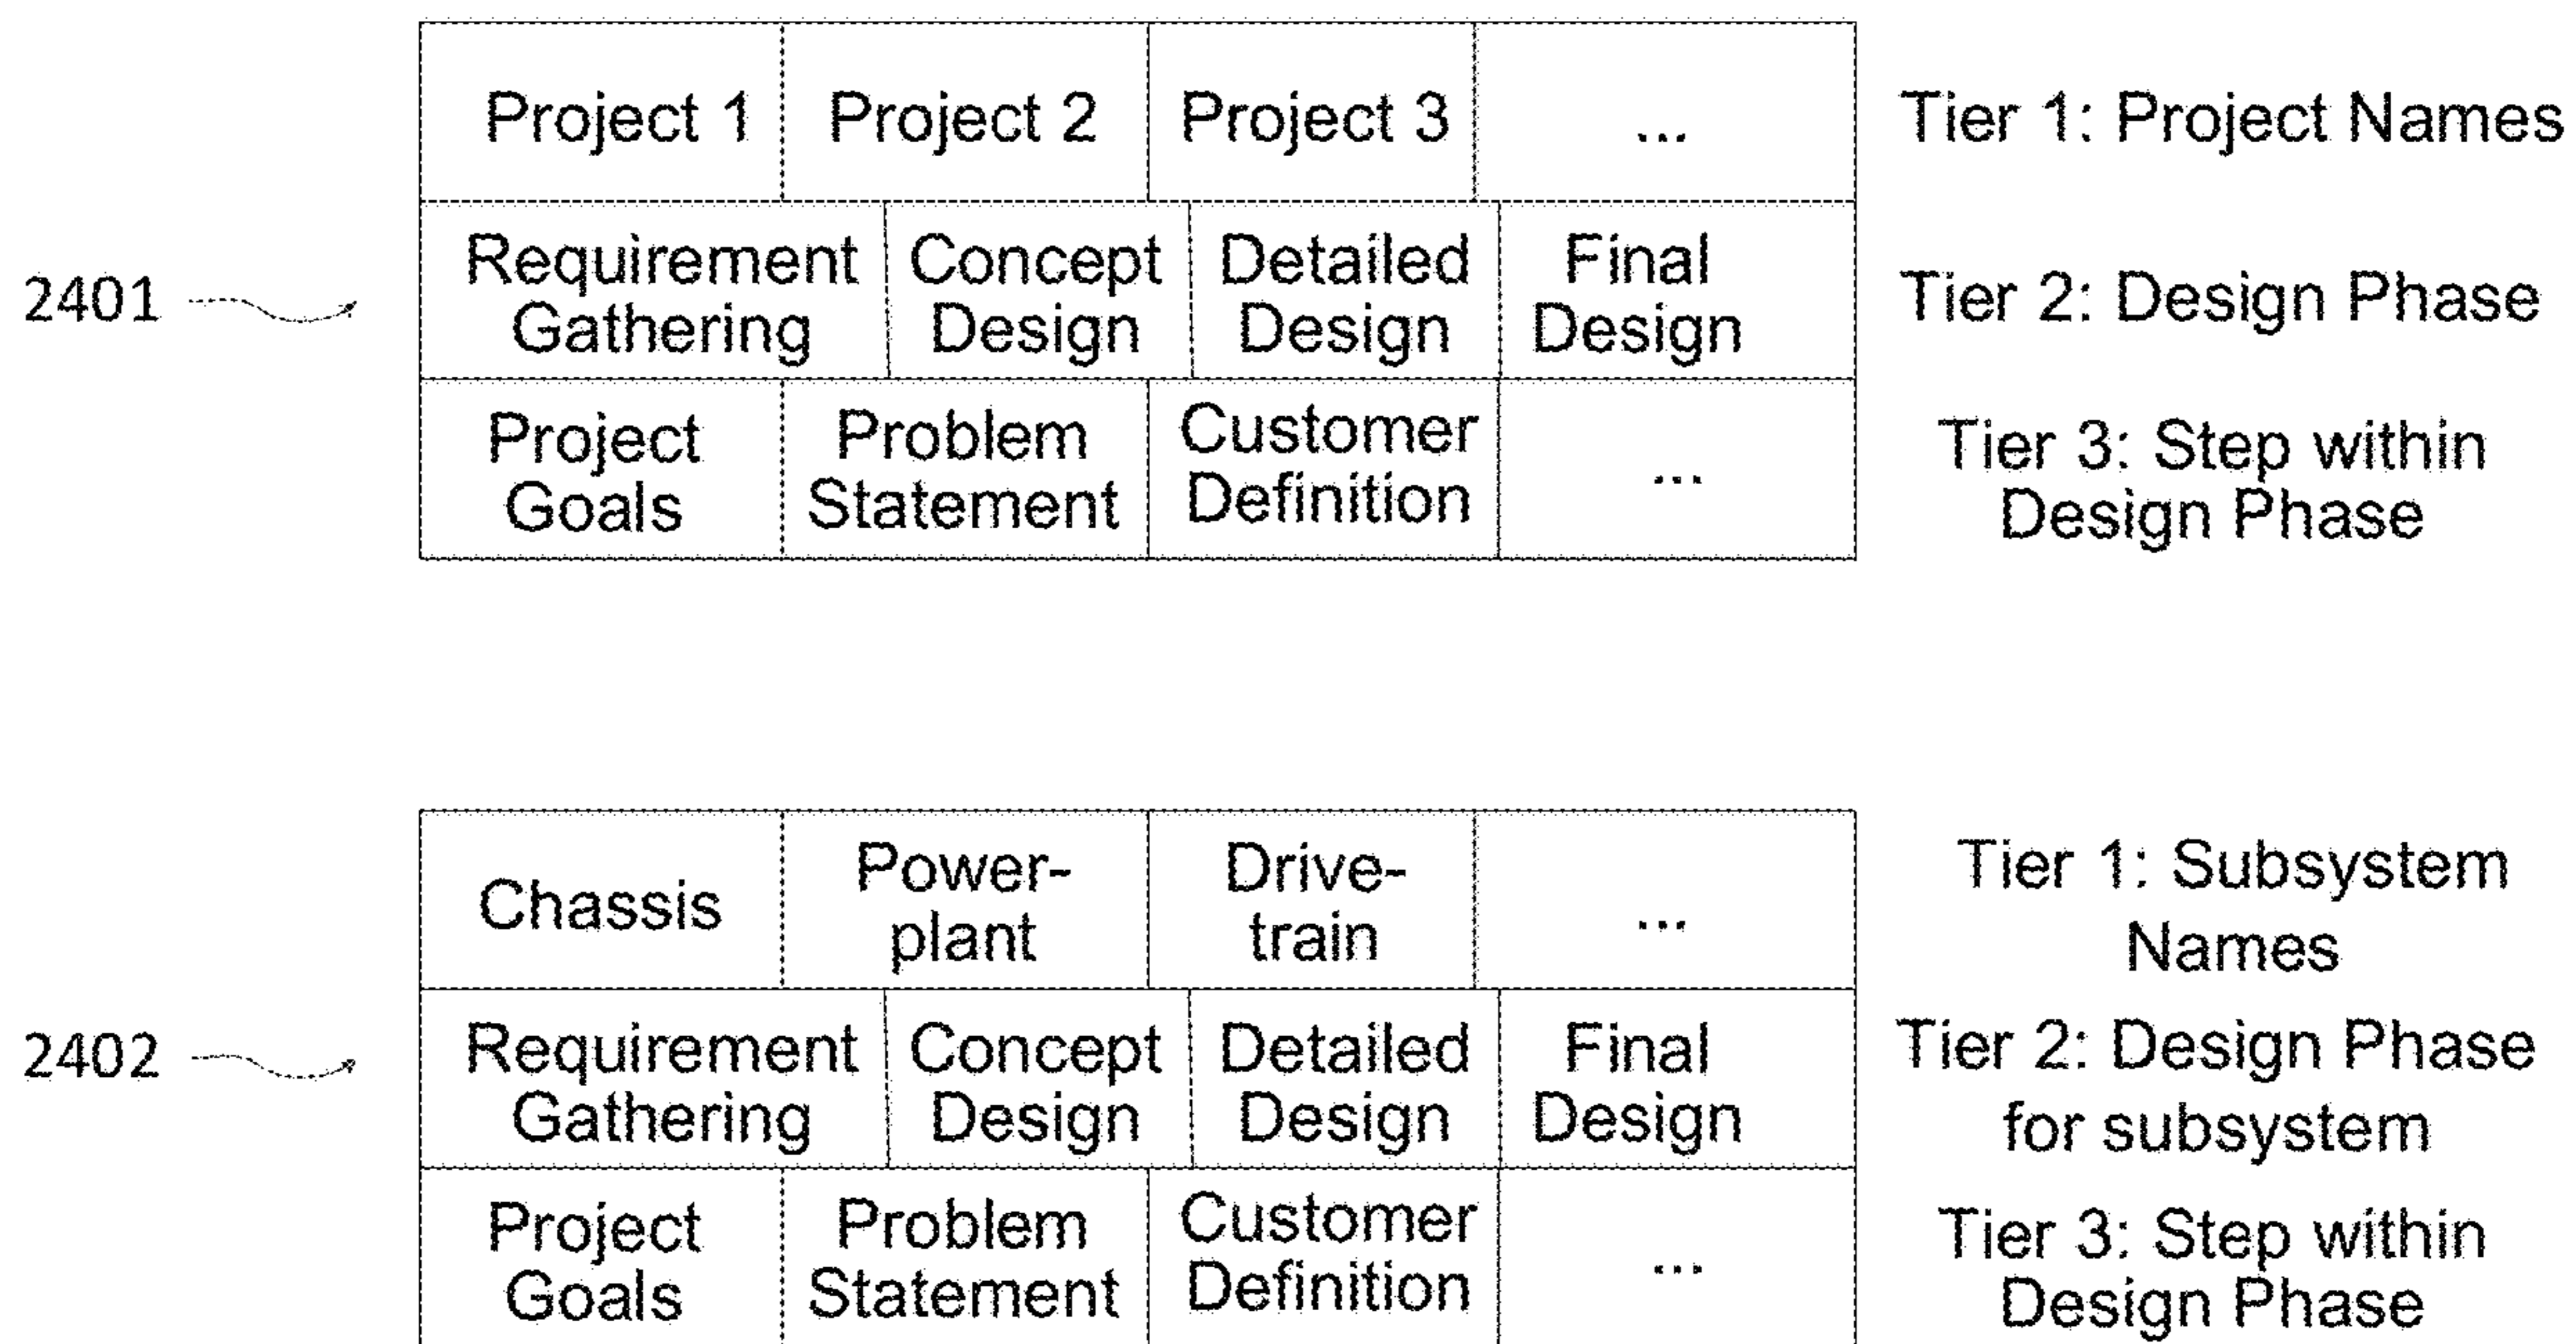 Project 1 Project 2 Project 3 ... Tier 1: Project Names
2401 Requirement Concept Detailed Final Tier 2: Design Phase
Gathering Design Design Design
Project Problem Customer ... Tier 3: Step within
Goals Statement Definition Design Phase
Chassis Power- Drive- ... Tier 1: Subsystem
plant train Names
2402 Requirement Concept Detailed Final Tier 2: Design Phase
Gathering Design Design Design for subsystem
Project Problem Customer ... Tier 3: Step within
Goals Statement Definition Design Phase